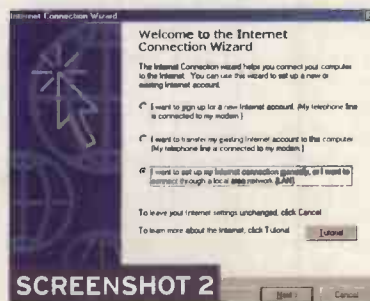 Internet Connection Wizard
Welcome to the Internet
Connection Wizard
The Internet Connection wizard helps you connect your computer
to the Internet. You can use this wizard to set up a new or
existing Internet account.
I want to sign up for a new Internet account. (My telephone line
is connected to my modem.)
I want to transfer my existing Internet account to this computer.
(My telephone line is connected to my modem.)
I want to set up my Internet connection manually, or I want to
connect through a local area network (LAN)
To leave your Internet settings unchanged, click Cancel
To learn more about the Internet, click Tutorial.
Tutorial
SCREENSHOT 2
Next >
Cancel